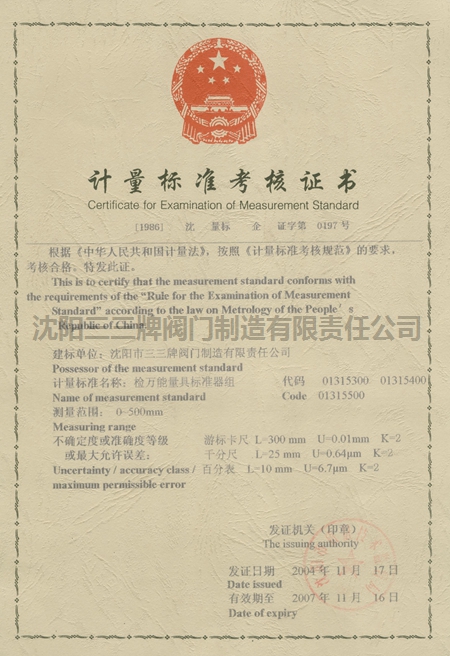 计量标准考核证书
Certificate for Examination of Measurement Standard
[1986] 沈 量标 企 证字第 0197 号
根据《中华人民共和国计量法》,按照《计量标准考核规范》的要求,
考核合格,特发此证。
This is to certify that the measurement standard conforms with
the requirements of the “Rule for the Examination of Measurement
Standard” according to the law on Metrology of the People's
Republic of China
沈阳三三牌阀门制造有限责任公司
建标单位: 沈阳市三三牌阀门制造有限责任公司
Possessor of the measurement standard
计量标准名称: 检万能量具标准器组 代码 01315300 01315400
Name of measurement standard Code 01315500
测量范围: 0-500mm
Measuring range
不确定度或准确度等级 游标卡尺 L=300 mm U=0.01mm K=2
或最大允许误差: 千分尺 L=25 mm U=0.64μm K=2
Uncertainty / accuracy class / 百分表 L=10 mm U=6.7μm K=2
maximum permissible error
发证机关(印章)
The issuing authority
发证日期 2004 年 11 月 17日
Date issued
有效期至 2007 年 11 月 16日
Date of expiry